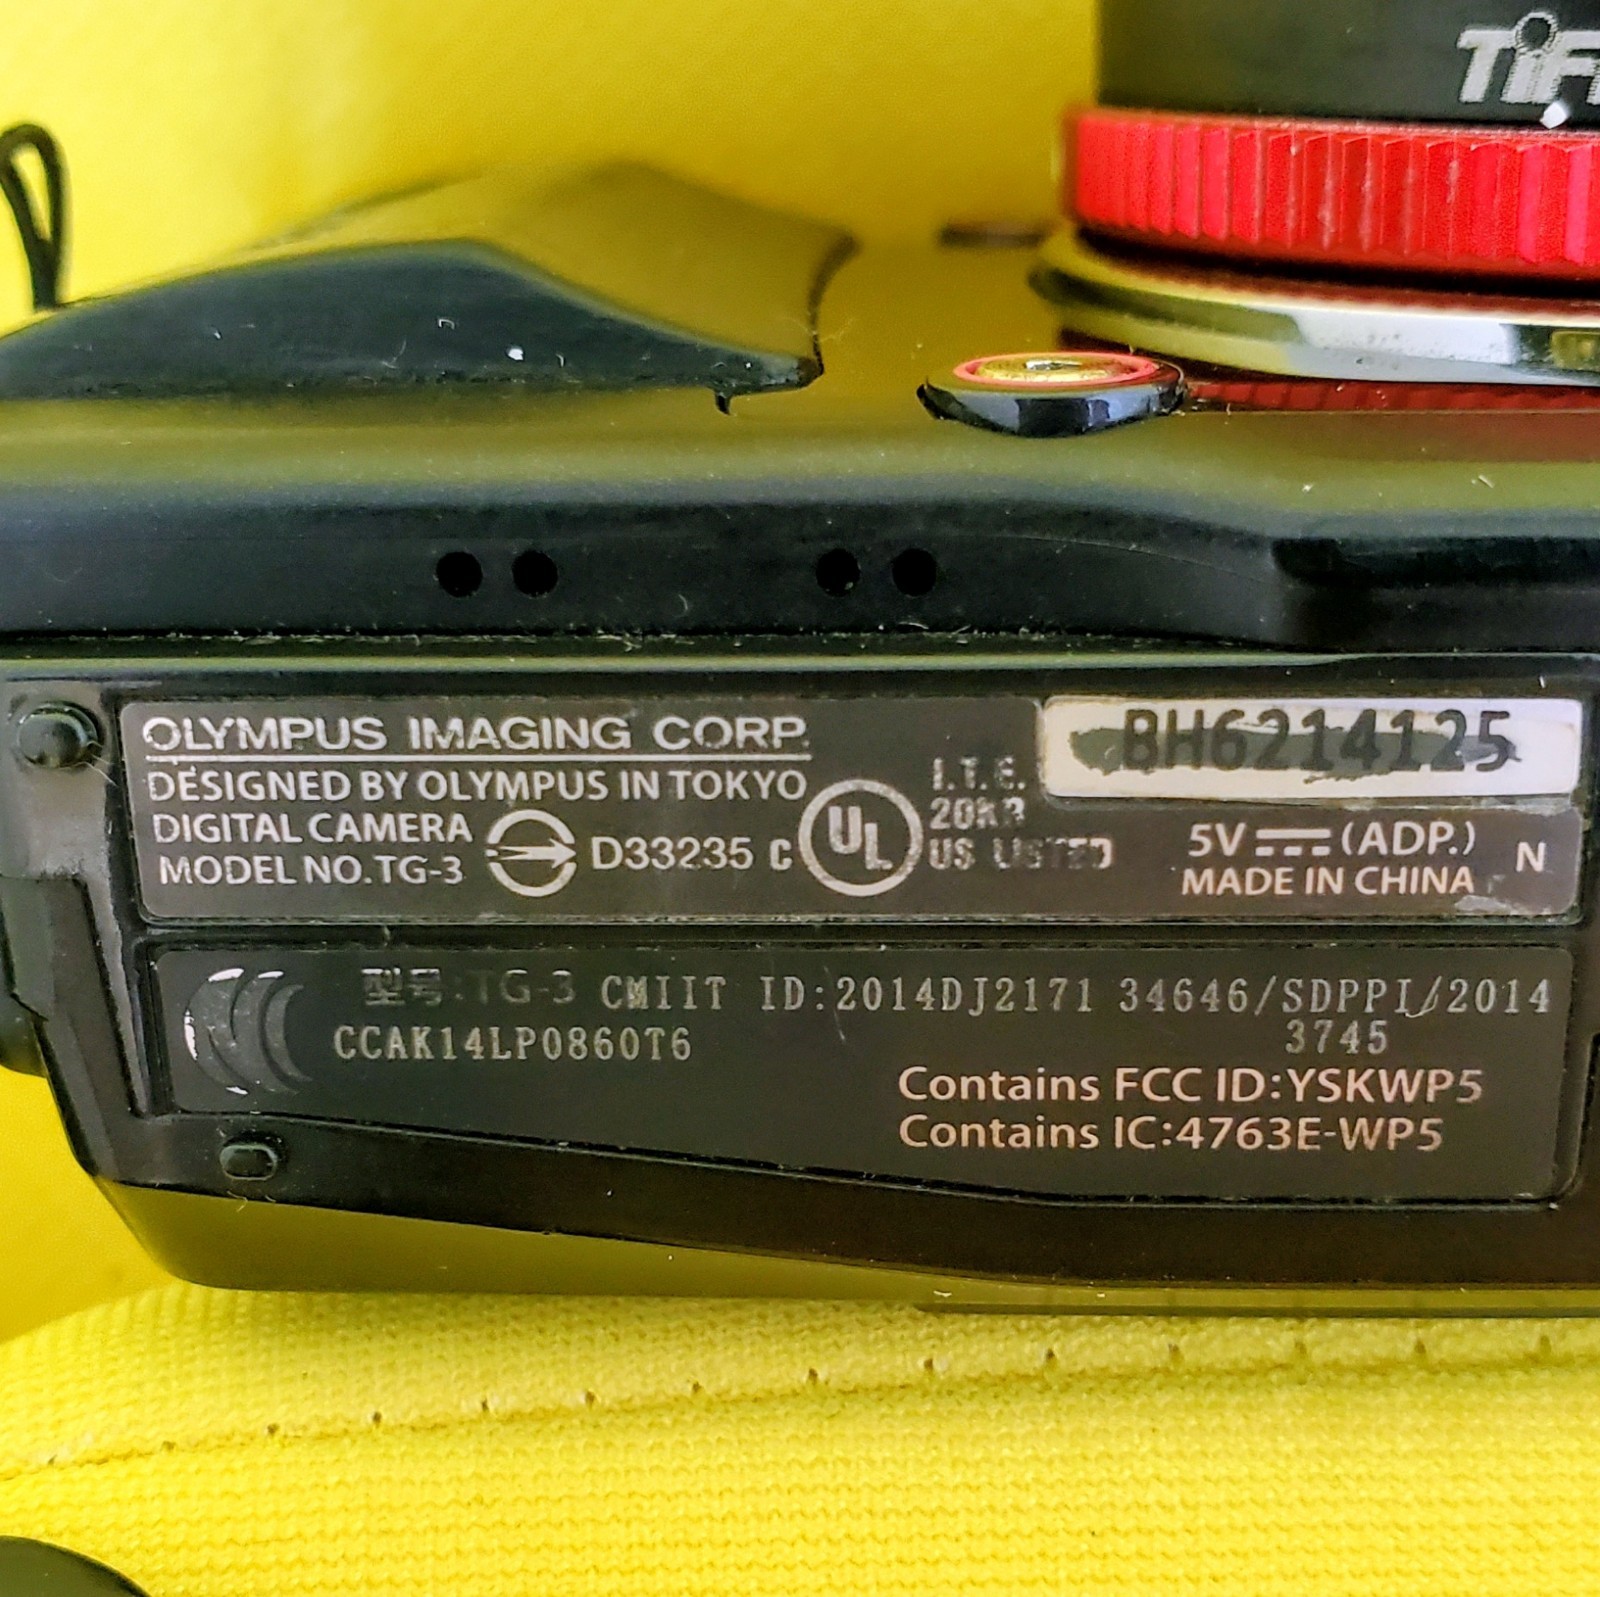 TiF
OLYMPUS IMAGING CORP.
DESIGNED BY OLYMPUS IN TOKYO
DIGITAL CAMERA
MODEL NO. TG-3
D33235
C UL US LISTED
I.T.E.
20KR
BH6214125
5V (ADP.)
MADE IN CHINA
N
型号:TG-3 CMIIT ID:2014DJ2171 34646/SDPPI/2014
3745
CCAK14LP0860T6
Contains FCC ID:YSKWP5
Contains IC:4763E-WP5